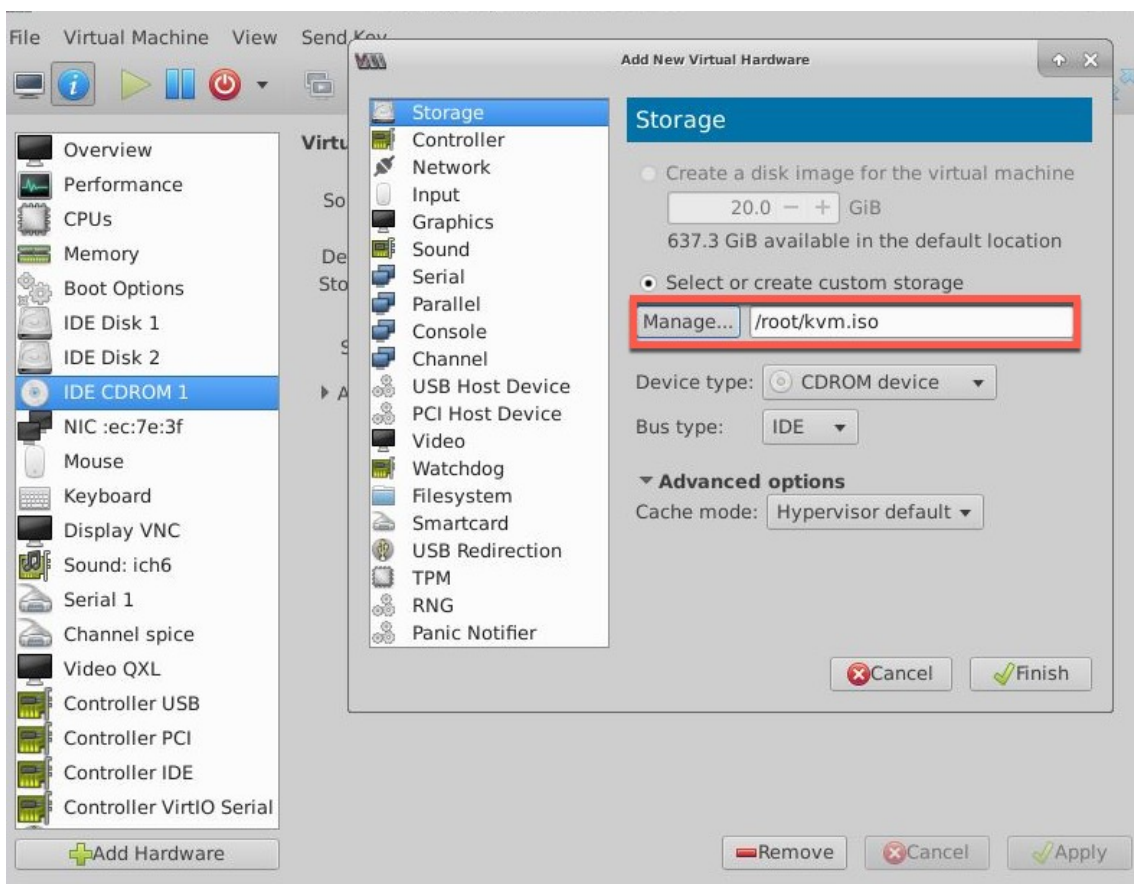 File Virtual Machine View Send Key
Add New Virtual Hardware
Overview
Performance
CPUs
Memory
Boot Options
IDE Disk 1
IDE Disk 2
IDE CDROM 1
NIC :ec:7e:3f
Mouse
Keyboard
Display VNC
Sound: ich6
Serial 1
Channel spice
Video QXL
Controller USB
Controller PCI
Controller IDE
Controller VirtIO Serial
Add Hardware
Virtu
So
De
Sto
S
A
Storage
Controller
Network
Input
Graphics
Sound
Serial
Parallel
Console
Channel
USB Host Device
PCI Host Device
Video
Watchdog
Filesystem
Smartcard
USB Redirection
TPM
RNG
Panic Notifier
Storage
Create a disk image for the virtual machine
20.0 − + GiB
637.3 GiB available in the default location
Select or create custom storage
Manage... /root/kvm.iso
Device type: CDROM device
Bus type: IDE
Advanced options
Cache mode: Hypervisor default
Cancel Finish
Remove Cancel Apply